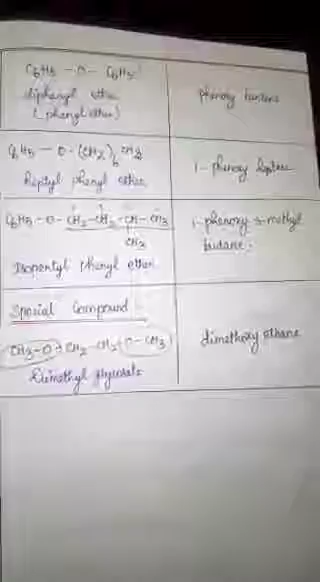 C6H5 - O - C6H5
diphenyl ether
(phenyl ether)
phenoxy benzene
C6H5 - O - (CH2)6 CH3
Heptyl phenyl ether
1-phenoxy heptane
C6H5 - O - CH2 - CH2 - CH - CH3
CH3
Isopentyl phenyl ether
1-phenoxy 3-methyl
butane.
Special Compound
CH3 - O - CH2 - CH2 - O - CH3
Dimethyl
dimethoxy ethane